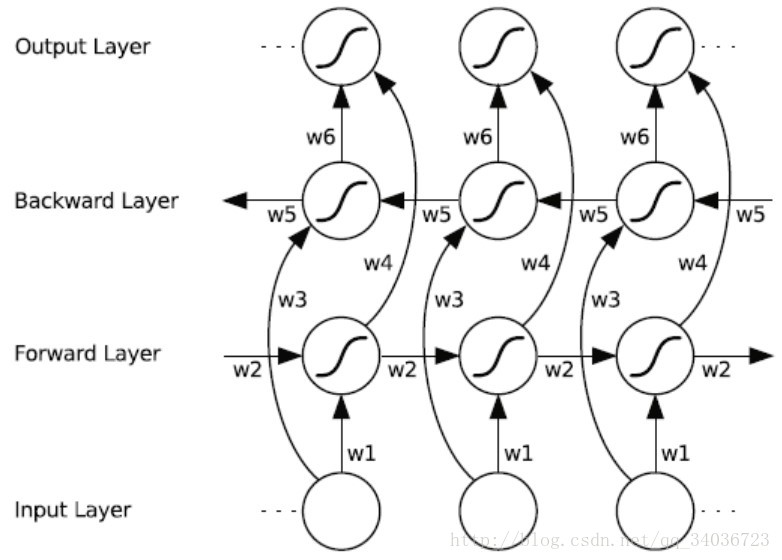 Output Layer
w6 w6 w6
Backward Layer
w5 w5 w5 w5
w4 w4 w4
w3 w3 w3
Forward Layer
w2 w2 w2 w2
w1 w1 w1
Input Layer
http://blog.csdn.net/qq_34036723